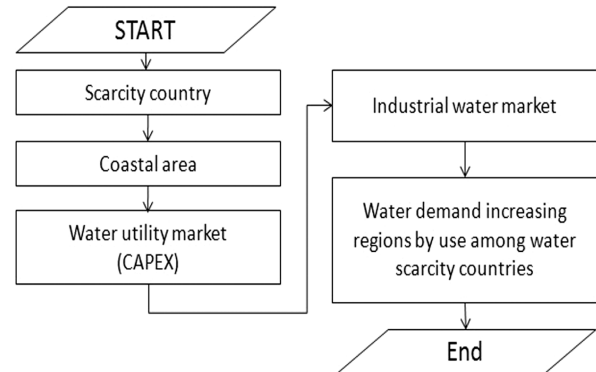 START
Scarcity country
Coastal area
Water utility market
(CAPEX)
Industrial water market
Water demand increasing
regions by use among water
scarcity countries
End